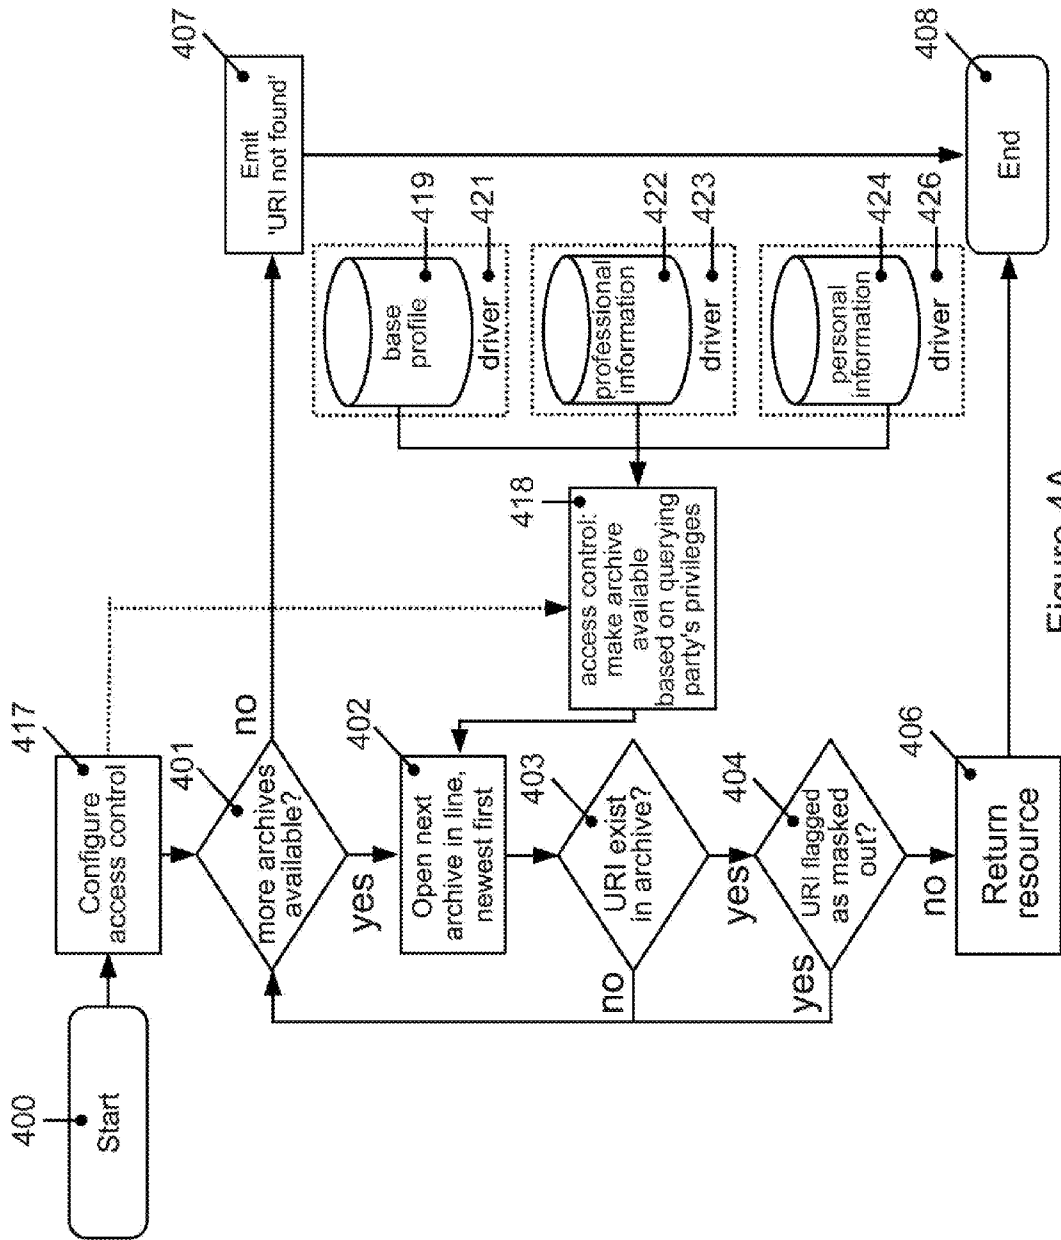 400
Start
417
Configure
access control
401
more archives
available?
no
yes
407
Emit
'URI not found'
402
Open next
archive in line,
newest first
418
access control:
make archive
available
based on querying
party's privileges
base
profile
419
driver
421
professional
information
422
driver
423
personal
information
424
driver
426
403
URI exist
in archive?
no
yes
404
URI flagged
as masked
out?
yes
no
406
Return
resource
408
End
Figure 4A